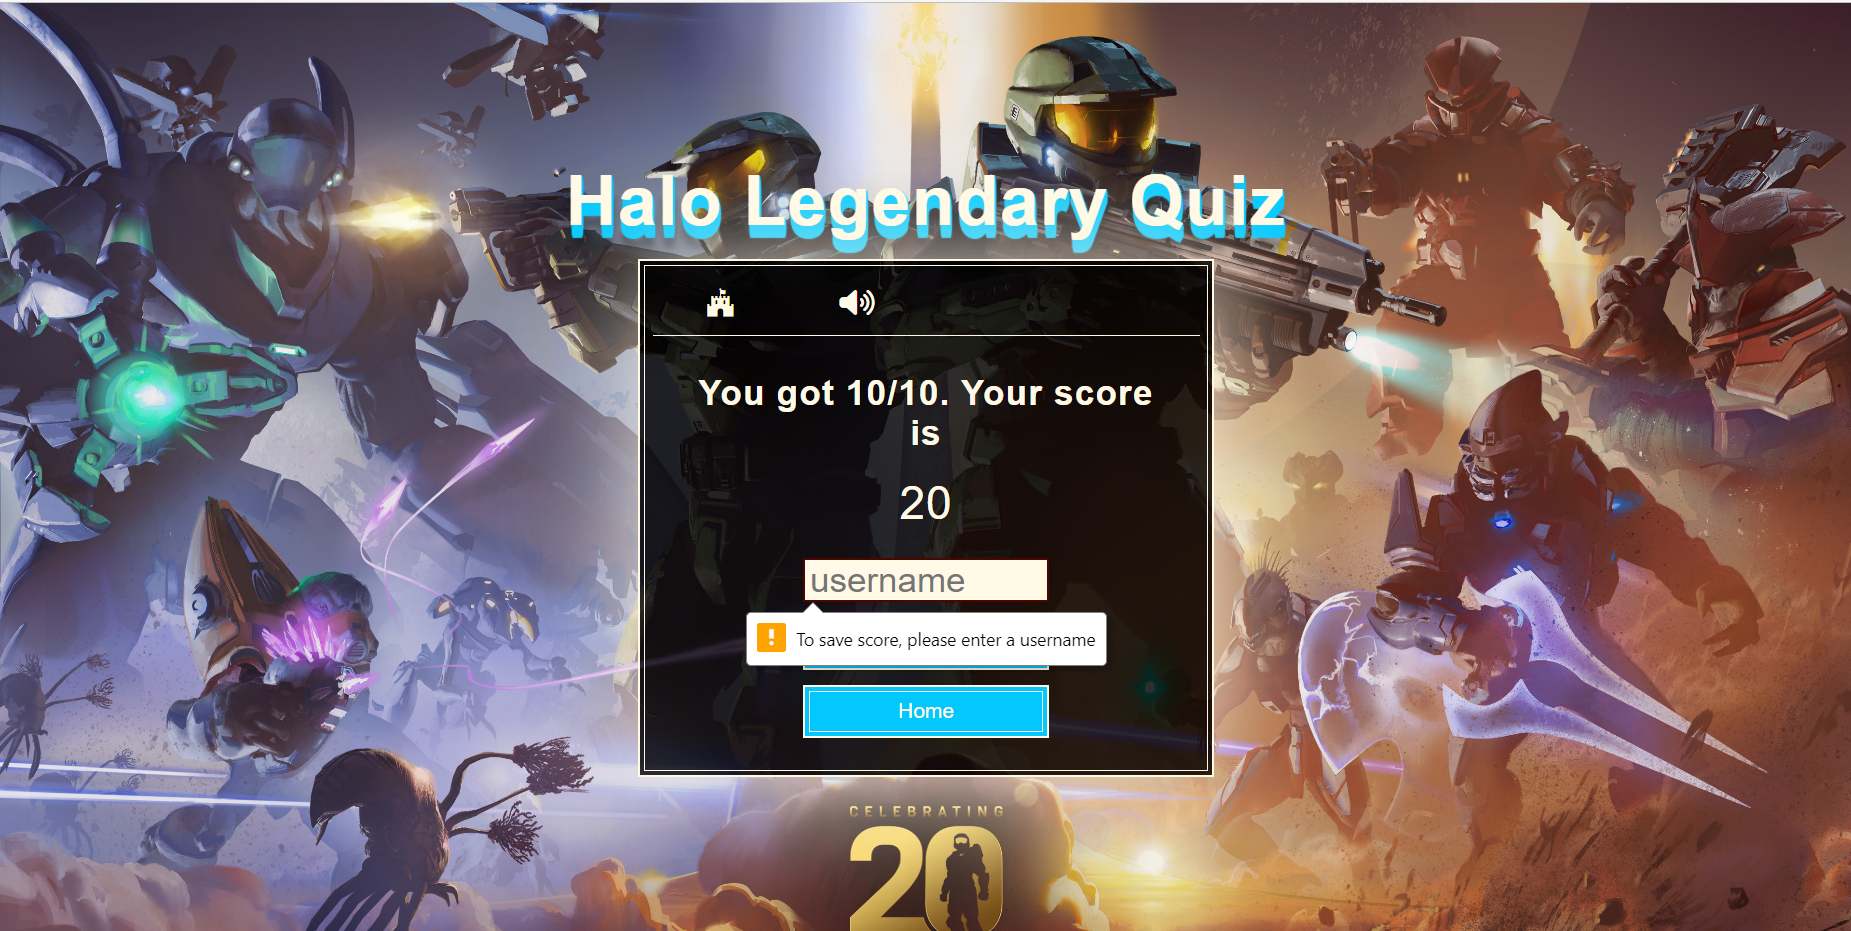 Halo Legendary Quiz
You got 10/10. Your score
is
20
username
To save score, please enter a username
Home
CELEBRATING
20